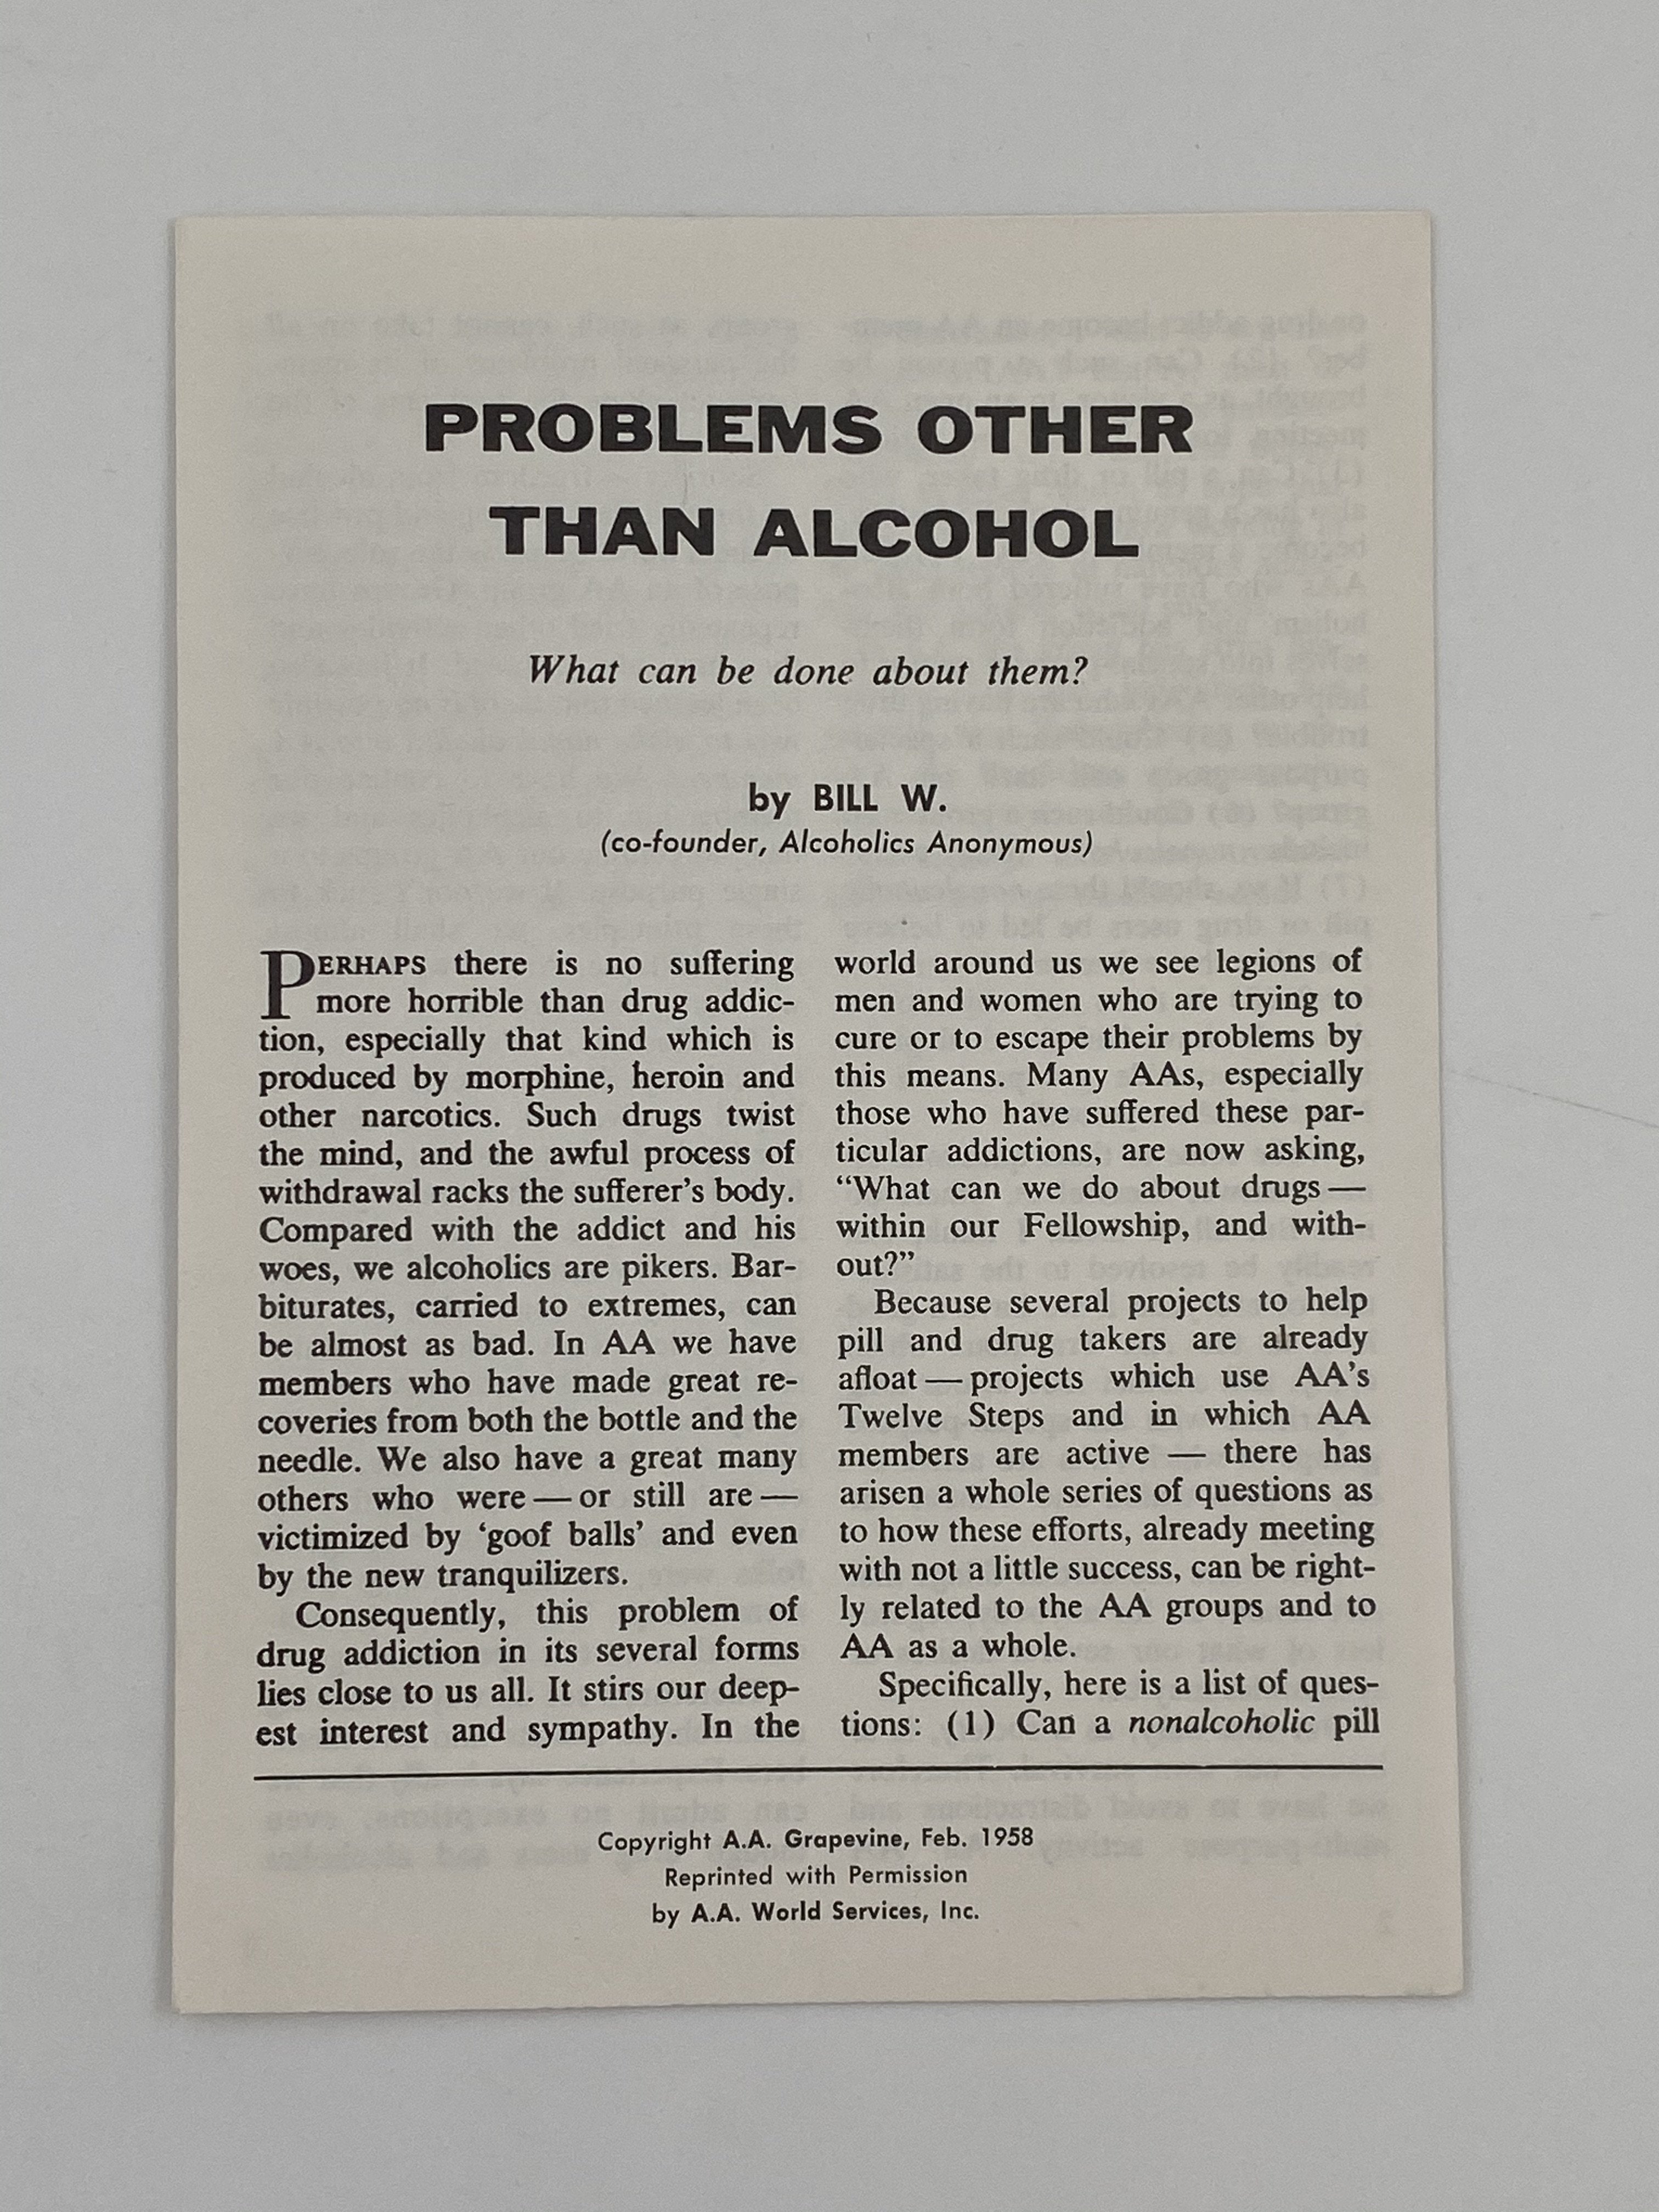 PROBLEMS OTHER
THAN ALCOHOL
What can be done about them?
by BILL W.
(co-founder, Alcoholics Anonymous)
PERHAPS there is no suffering
more horrible than drug addic-
tion, especially that kind which is
produced by morphine, heroin and
other narcotics. Such drugs twist
the mind, and the awful process of
withdrawal racks the sufferer's body.
Compared with the addict and his
woes, we alcoholics are pikers. Bar-
biturates, carried to extremes, can
be almost as bad. In AA we have
members who have made great re-
coveries from both the bottle and the
needle. We also have a great many
others who were — or still are —
victimized by 'goof balls' and even
by the new tranquilizers.
Consequently, this problem of
drug addiction in its several forms
lies close to us all. It stirs our deep-
est interest and sympathy. In the
world around us we see legions of
men and women who are trying to
cure or to escape their problems by
this means. Many AAs, especially
those who have suffered these par-
ticular addictions, are now asking,
"What can we do about drugs —
within our Fellowship, and with-
out?"
Because several projects to help
pill and drug takers are already
afloat — projects which use AA's
Twelve Steps and in which AA
members are active — there has
arisen a whole series of questions as
to how these efforts, already meeting
with not a little success, can be right-
ly related to the AA groups and to
AA as a whole.
Specifically, here is a list of ques-
tions: (1) Can a nonalcoholic pill
Copyright A.A. Grapevine, Feb. 1958
Reprinted with Permission
by A.A. World Services, Inc.